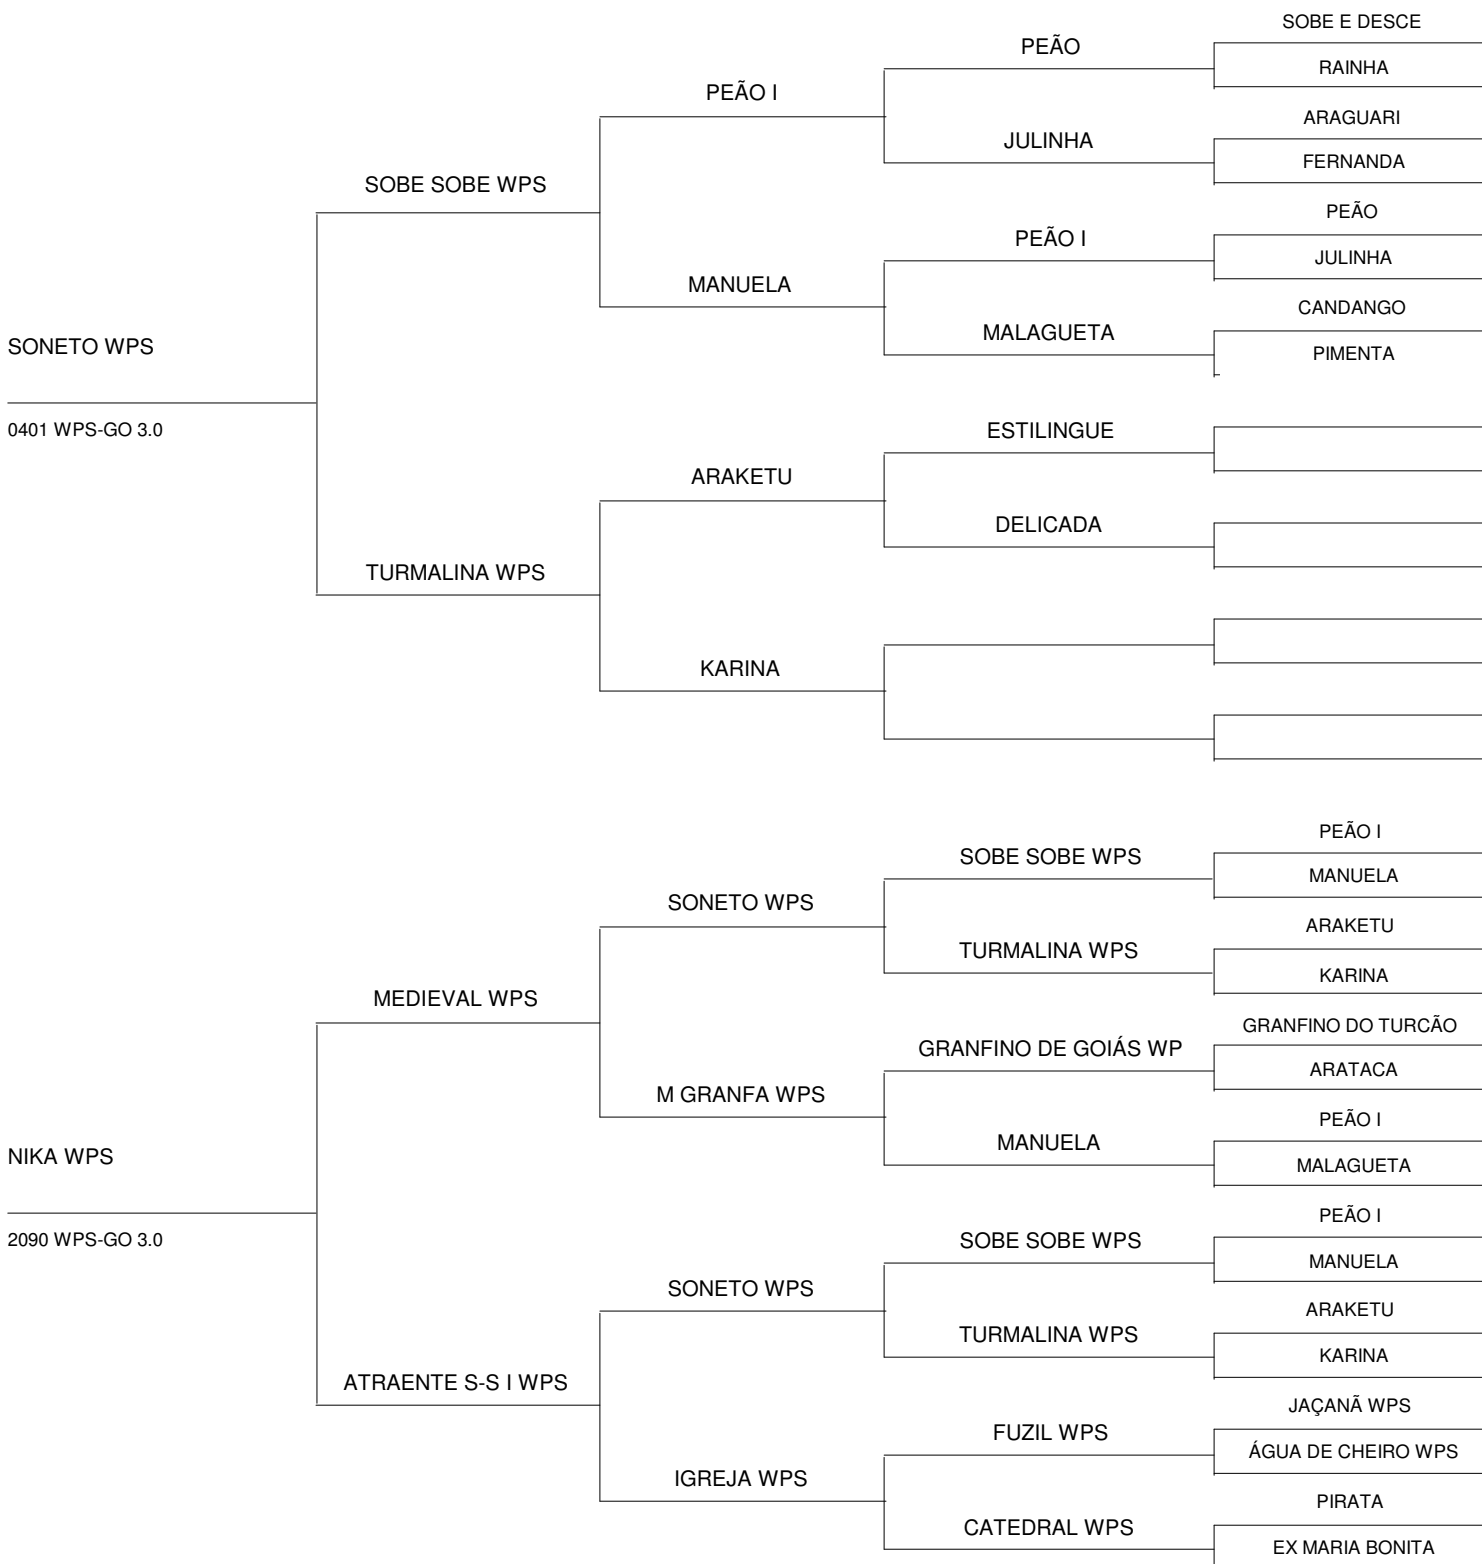 SOBE E DESCE
PEÃO
RAINHA
PEÃO I
ARAGUARI
JULINHA
FERNANDA
SOBE SOBE WPS
PEÃO
PEÃO I
JULINHA
MANUELA
CANDANGO
MALAGUETA
SONETO WPS
PIMENTA
0401 WPS-GO 3.0
ESTILINGUE
ARAKETU
DELICADA
TURMALINA WPS
KARINA
PEÃO I
SOBE SOBE WPS
MANUELA
SONETO WPS
ARAKETU
TURMALINA WPS
KARINA
MEDIEVAL WPS
GRANFINO DO TURCÃO
GRANFINO DE GOIÁS WP
ARATACA
M GRANFA WPS
PEÃO I
MANUELA
NIKA WPS
MALAGUETA
PEÃO I
2090 WPS-GO 3.0
SOBE SOBE WPS
MANUELA
SONETO WPS
ARAKETU
TURMALINA WPS
KARINA
ATRAENTE S-S I WPS
JAÇANÃ WPS
FUZIL WPS
ÁGUA DE CHEIRO WPS
IGREJA WPS
PIRATA
CATEDRAL WPS
EX MARIA BONITA